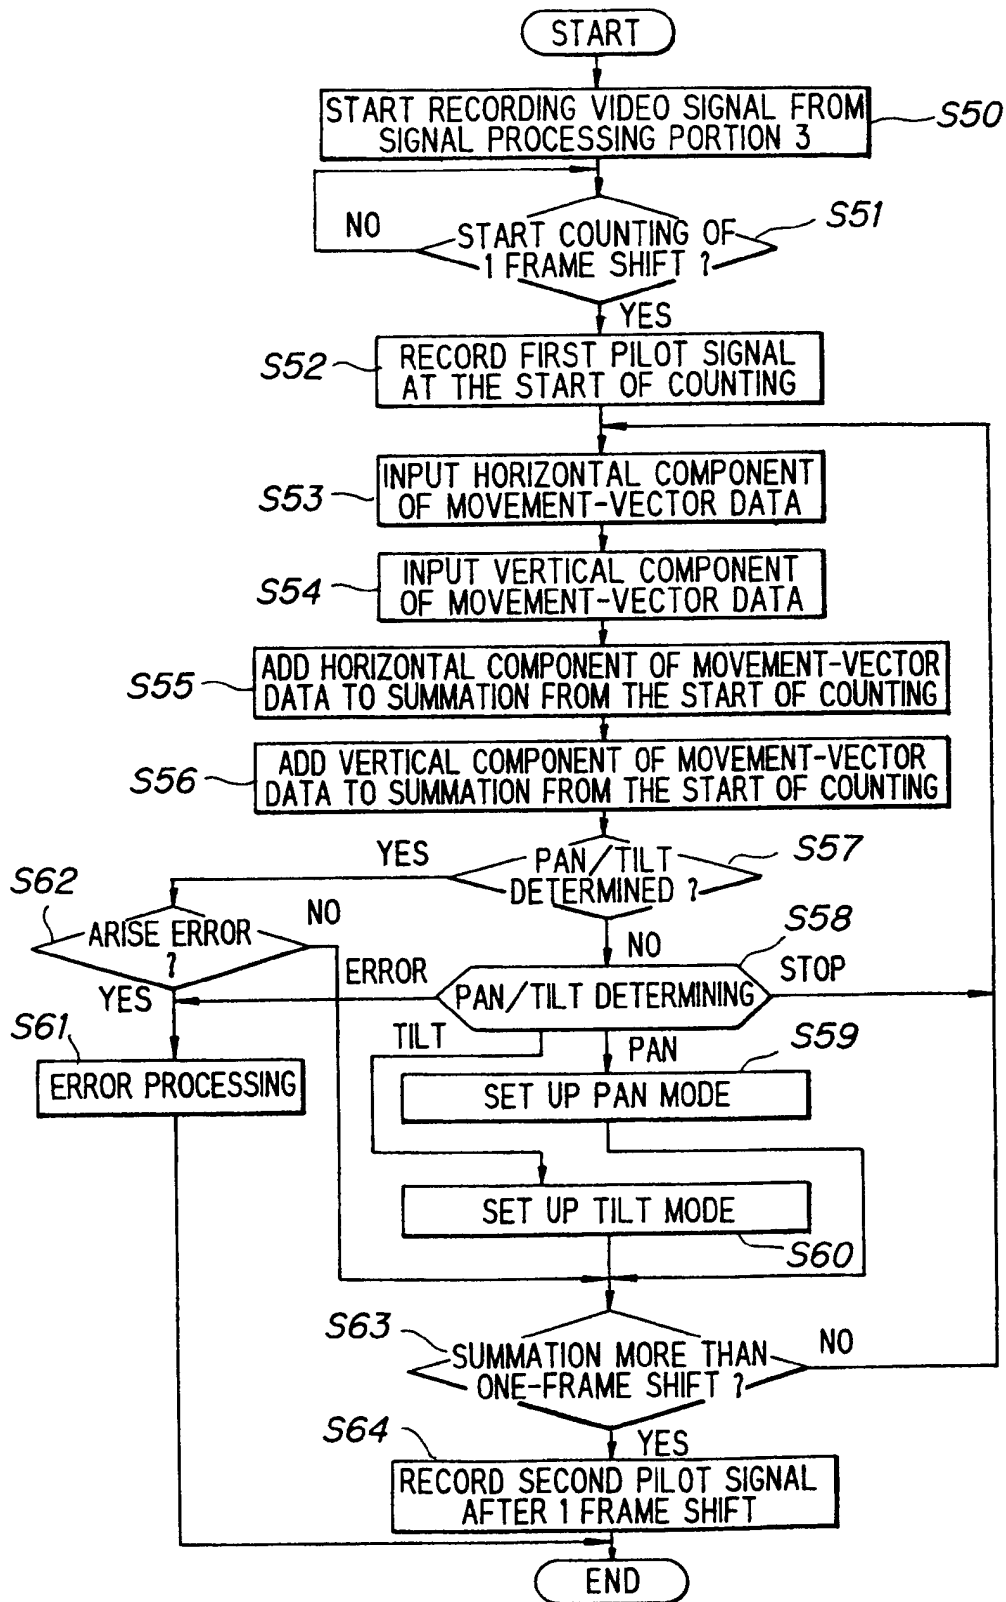 START
START RECORDING VIDEO SIGNAL FROM
SIGNAL PROCESSING PORTION 3
S50
NO
START COUNTING OF
1 FRAME SHIFT ?
S51
YES
S52
RECORD FIRST PILOT SIGNAL
AT THE START OF COUNTING
S53
INPUT HORIZONTAL COMPONENT
OF MOVEMENT-VECTOR DATA
S54
INPUT VERTICAL COMPONENT
OF MOVEMENT-VECTOR DATA
S55
ADD HORIZONTAL COMPONENT OF MOVEMENT-VECTOR
DATA TO SUMMATION FROM THE START OF COUNTING
S56
ADD VERTICAL COMPONENT OF MOVEMENT-VECTOR
DATA TO SUMMATION FROM THE START OF COUNTING
YES
PAN/TILT
DETERMINED ?
S57
S62
ARISE ERROR
?
NO
YES
NO
S58
ERROR
PAN/TILT DETERMINING
STOP
TILT
PAN
S61
ERROR PROCESSING
S59
SET UP PAN MODE
SET UP TILT MODE
S60
S63
SUMMATION MORE THAN
ONE-FRAME SHIFT ?
NO
YES
S64
RECORD SECOND PILOT SIGNAL
AFTER 1 FRAME SHIFT
END